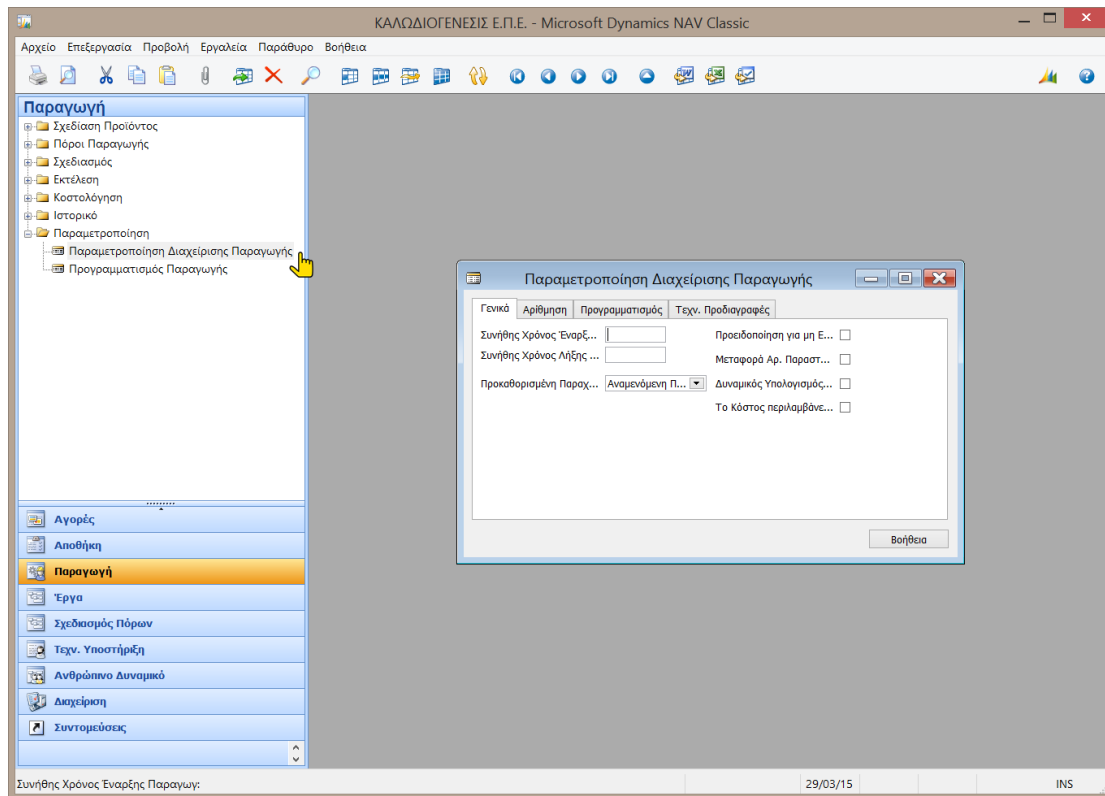 ΚΑΛΩΔΙΟΓΕΝΕΣΙΣ Ε.Π.Ε. - Microsoft Dynamics NAV Classic
Αρχείο Επεξεργασία Προβολή Εργαλεία Παράθυρο Βοήθεια
Παραγωγή
Σχεδίαση Προϊόντος
Πόροι Παραγωγής
Σχεδιασμός
Εκτέλεση
Κοστολόγηση
Ιστορικό
Παραμετροποίηση
Παραμετροποίηση Διαχείρισης Παραγωγής
Προγραμματισμός Παραγωγής
Αγορές
Αποθήκη
Παραγωγή
Έργα
Σχεδιασμός Πόρων
Τεχν. Υποστήριξη
Ανθρώπινο Δυναμικό
Διαχείριση
Συντομεύσεις
Παραμετροποίηση Διαχείρισης Παραγωγής
Γενικά Αρίθμηση Προγραμματισμός Τεχν. Προδιαγραφές
Συνήθης Χρόνος Έναρξ... Προειδοποίηση για μη Ε...
Συνήθης Χρόνος Λήξης ... Μεταφορά Αρ. Παραστ...
Προκαθορισμένη Παραχ... Αναμενόμενη Π... Δυναμικός Υπολογισμός...
Το Κόστος περιλαμβάνε...
Βοήθεια
Συνήθης Χρόνος Έναρξης Παραγωγ: 29/03/15 INS